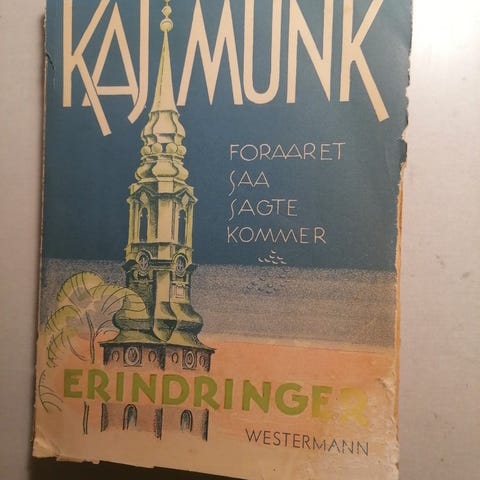 KAJ MUNK
FORAARET
SAA
SAGTE
KOMMER
ERINDRINGER
WESTERMANN